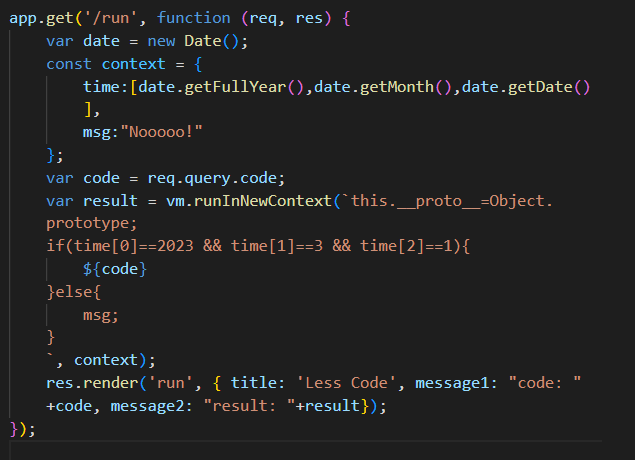 app.get('/run', function (req, res) {
var date = new Date();
const context = {
time:[date.getFullYear(),date.getMonth(),date.getDate()
],
msg:"Nooooo!"
};
var code = req.query.code;
var result = vm.runInNewContext(`this.__proto__=Object.
prototype;
if(time[0]==2023 && time[1]==3 && time[2]==1){
${code}
}else{
msg;
}
`, context);
res.render('run', { title: 'Less Code', message1: "code: "
+code, message2: "result: "+result});
});